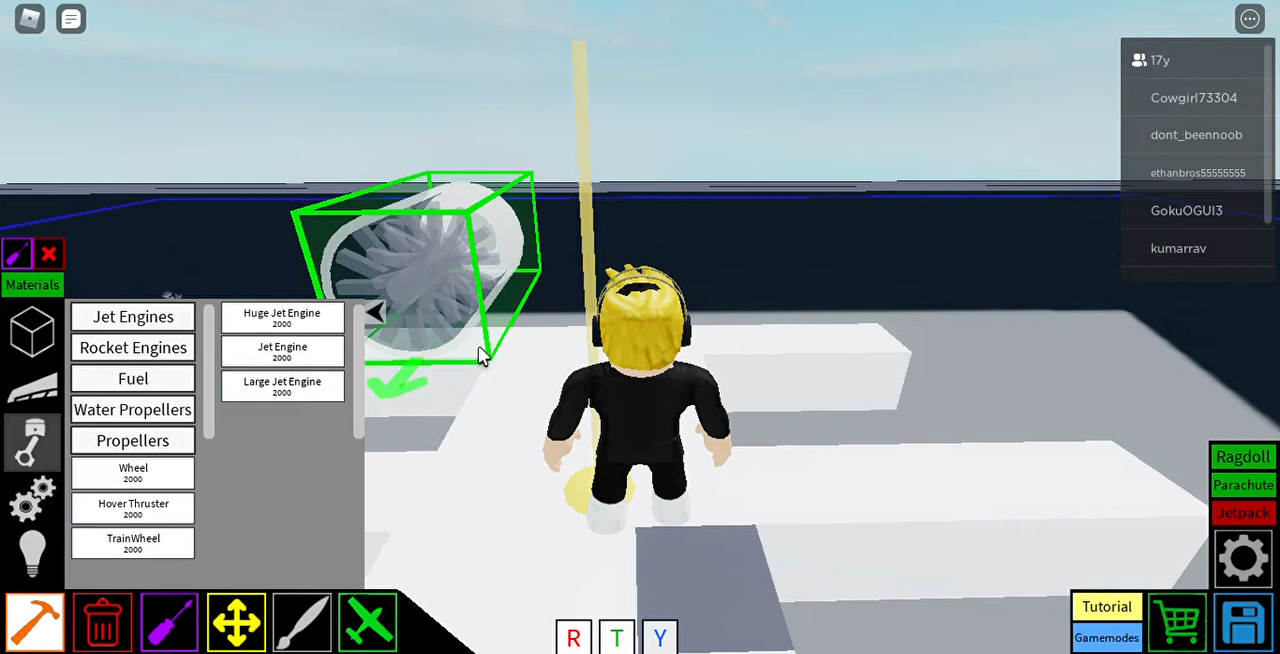 17y
Cowgirl73304
dont_beennoob
ethanbros55555555
GokuOGUI3
kumarrav
Materials
Jet Engines
Rocket Engines
Fuel
Water Propellers
Propellers
Wheel
2000
Hover Thruster
2000
TrainWheel
2000
Huge Jet Engine
2000
Jet Engine
2000
Large Jet Engine
2000
Ragdoll
Parachute
Jetpack
Tutorial
Gamemodes
R T Y